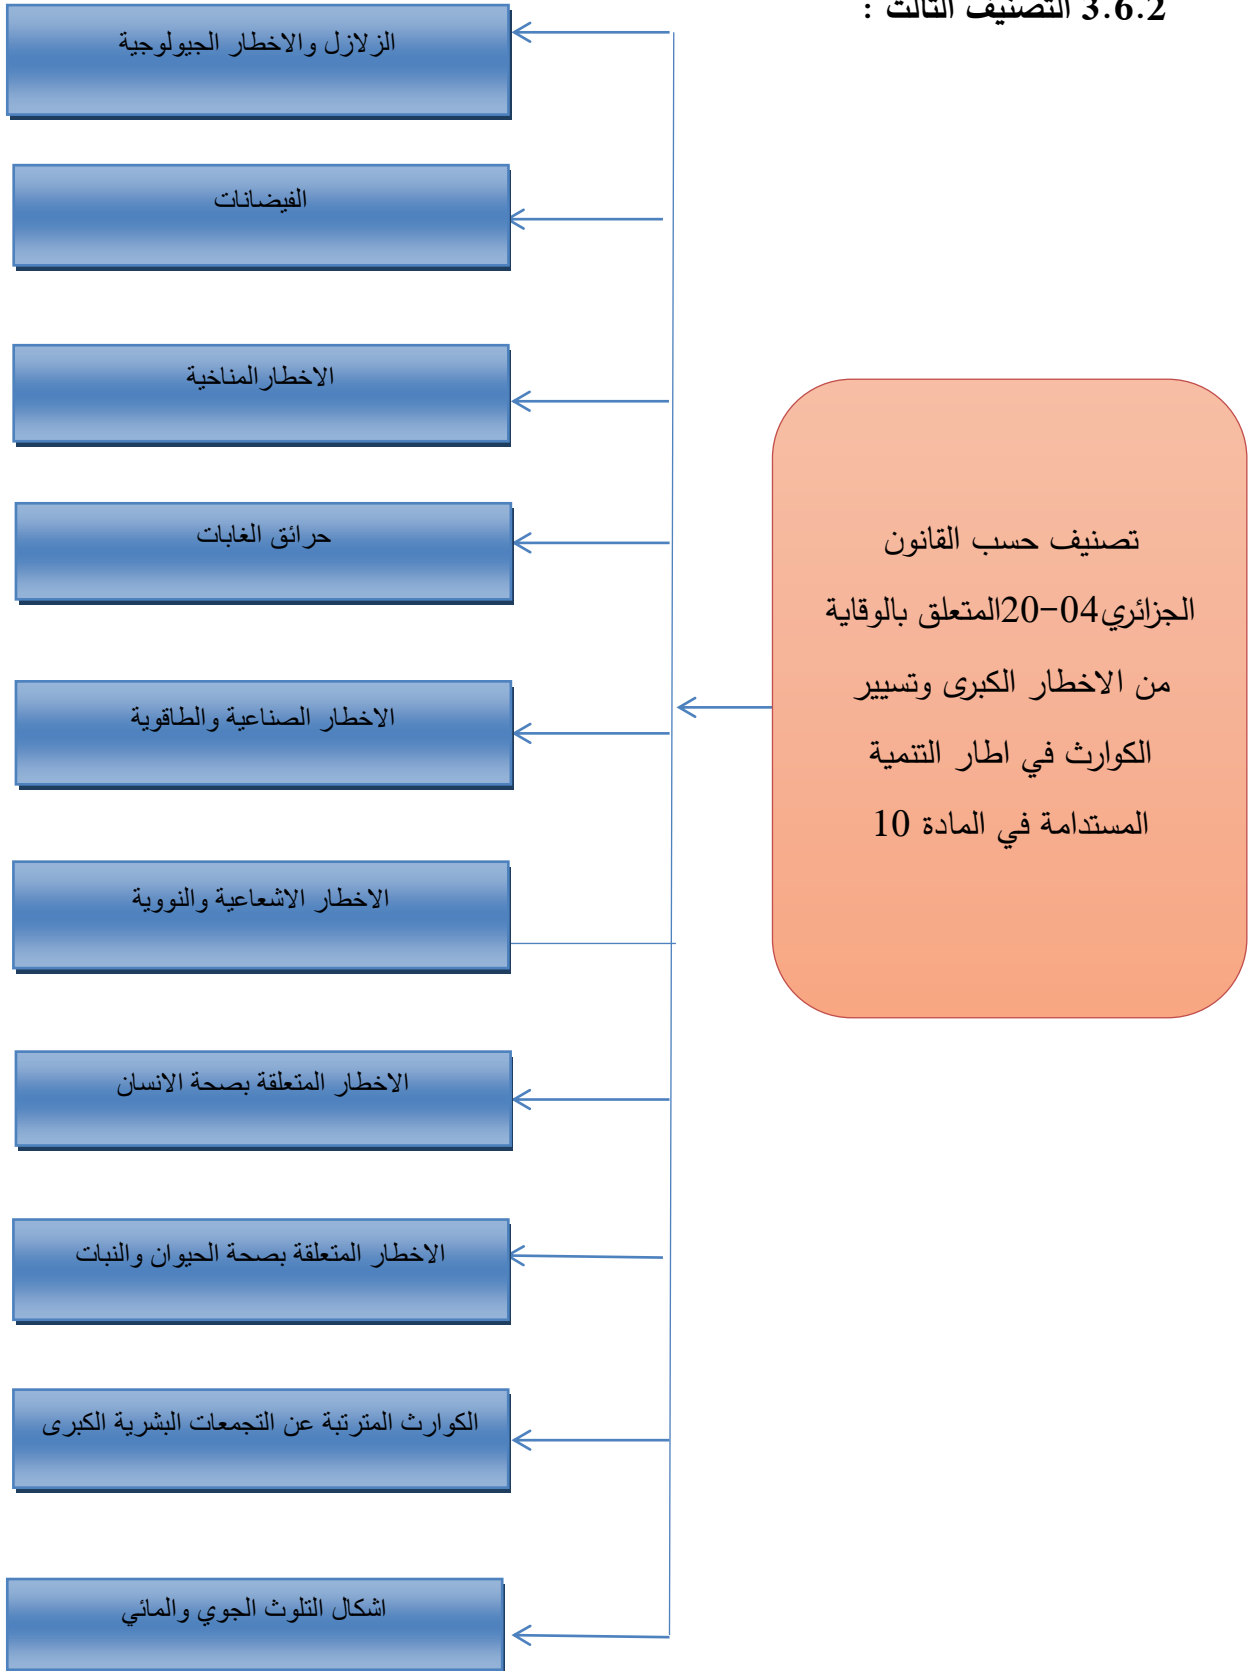 3.6.2 التصنيف الثالث :
الزلازل والاخطار الجيولوجية
الفيضانات
الاخطارالمناخية
حرائق الغابات
الاخطار الصناعية والطاقوية
الاخطار الاشعاعية والنووية
الاخطار المتعلقة بصحة الانسان
الاخطار المتعلقة بصحة الحيوان والنبات
الكوارث المترتبة عن التجمعات البشرية الكبرى
اشكال التلوث الجوي والمائي
تصنيف حسب القانون
الجزائري04-20المتعلق بالوقاية
من الاخطار الكبرى وتسيير
الكوارث في اطار التنمية
المستدامة في المادة 10